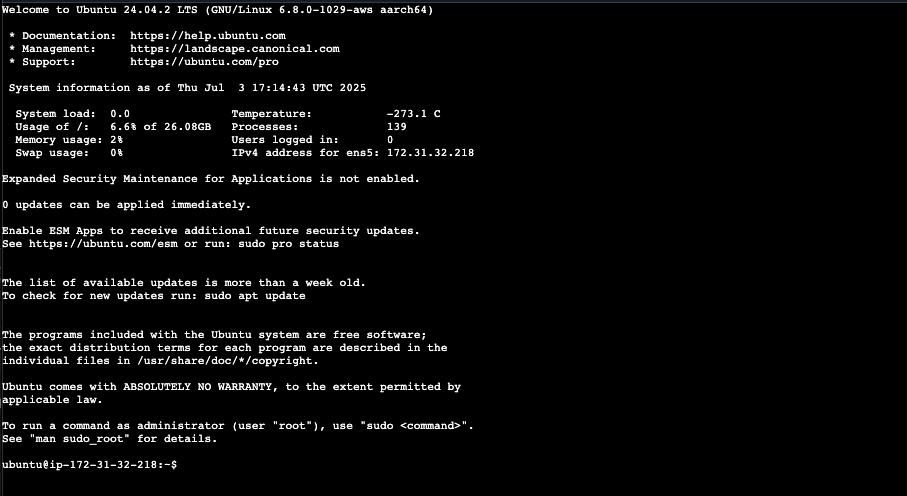 Welcome to Ubuntu 24.04.2 LTS (GNU/Linux 6.8.0-1029-aws aarch64)

 * Documentation:  https://help.ubuntu.com
 * Management:     https://landscape.canonical.com
 * Support:        https://ubuntu.com/pro

 System information as of Thu Jul  3 17:14:43 UTC 2025

  System load:  0.0               Temperature:           -273.1 C
  Usage of /:   6.6% of 26.08GB   Processes:             139
  Memory usage: 2%                Users logged in:       0
  Swap usage:   0%                IPv4 address for ens5: 172.31.32.218

Expanded Security Maintenance for Applications is not enabled.

0 updates can be applied immediately.

Enable ESM Apps to receive additional future security updates.
See https://ubuntu.com/esm or run: sudo pro status


The list of available updates is more than a week old.
To check for new updates run: sudo apt update


The programs included with the Ubuntu system are free software;
the exact distribution terms for each program are described in the
individual files in /usr/share/doc/*/copyright.

Ubuntu comes with ABSOLUTELY NO WARRANTY, to the extent permitted by
applicable law.

To run a command as administrator (user "root"), use "sudo <command>".
See "man sudo_root" for details.

ubuntu@ip-172-31-32-218:~$